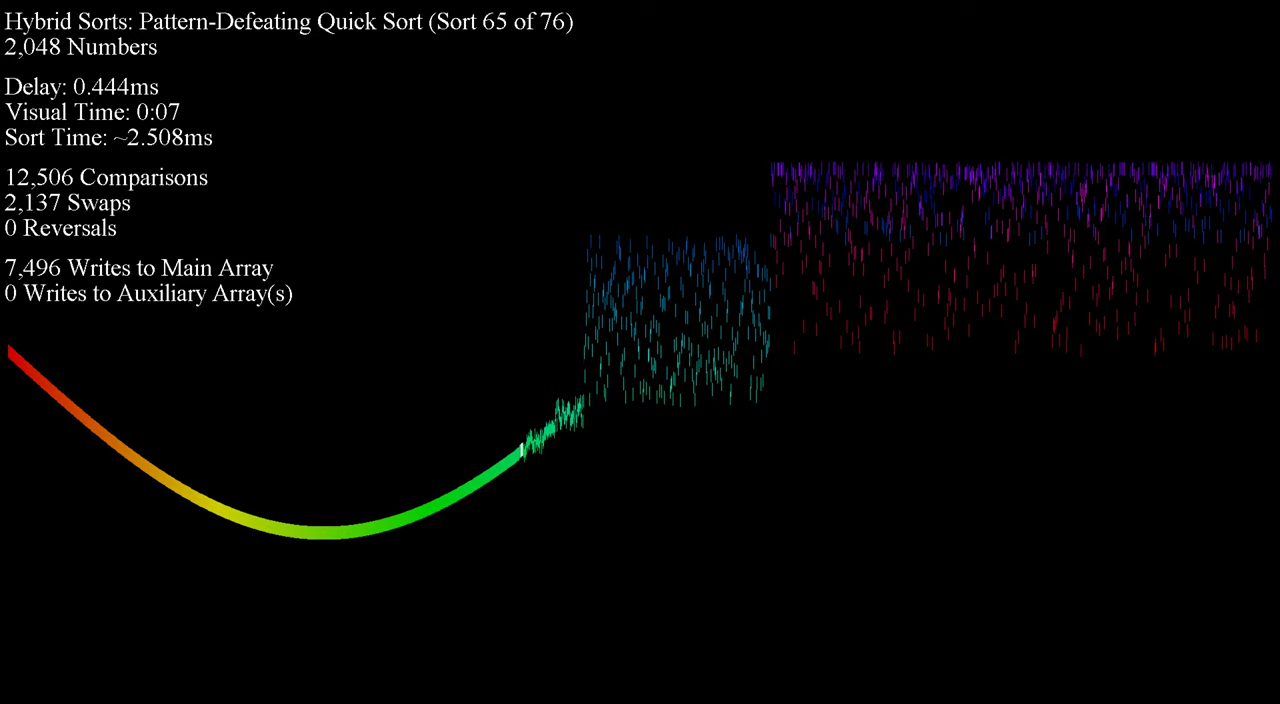 Hybrid Sorts: Pattern-Defeating Quick Sort (Sort 65 of 76)
2,048 Numbers
Delay: 0.444ms
Visual Time: 0:07
Sort Time: ~2.508ms
12,506 Comparisons
2,137 Swaps
0 Reversals
7,496 Writes to Main Array
0 Writes to Auxiliary Array(s)